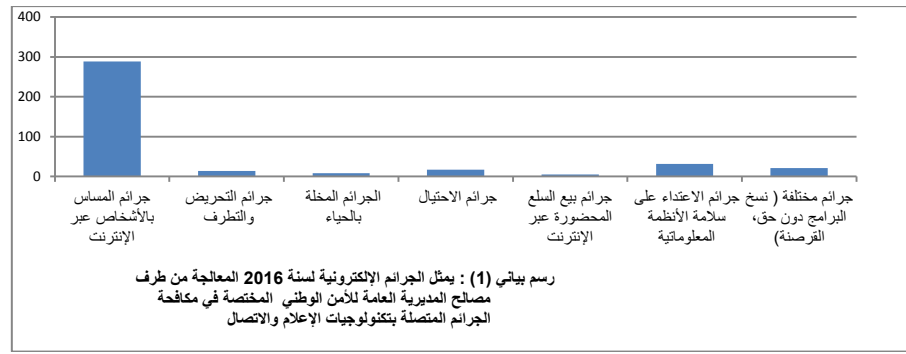 400
300
200
100
0
جرائم المساس
بالأشخاص عبر
الإنترنت
جرائم التحريض
والتطرف
الجرائم المخلة
بالحياء
جرائم الاحتيال
جرائم بيع السلع
المحضورة عبر
الإنترنت
جرائم الاعتداء على
سلامة الأنظمة
المعلوماتية
جرائم مختلفة ( نسخ
البرامج دون حق،
القرصنة)
رسم بياني (1) : يمثل الجرائم الإلكترونية لسنة 2016 المعالجة من طرف
مصالح المديرية العامة للأمن الوطني المختصة في مكافحة
الجرائم المتصلة بتكنولوجيات الإعلام والاتصال